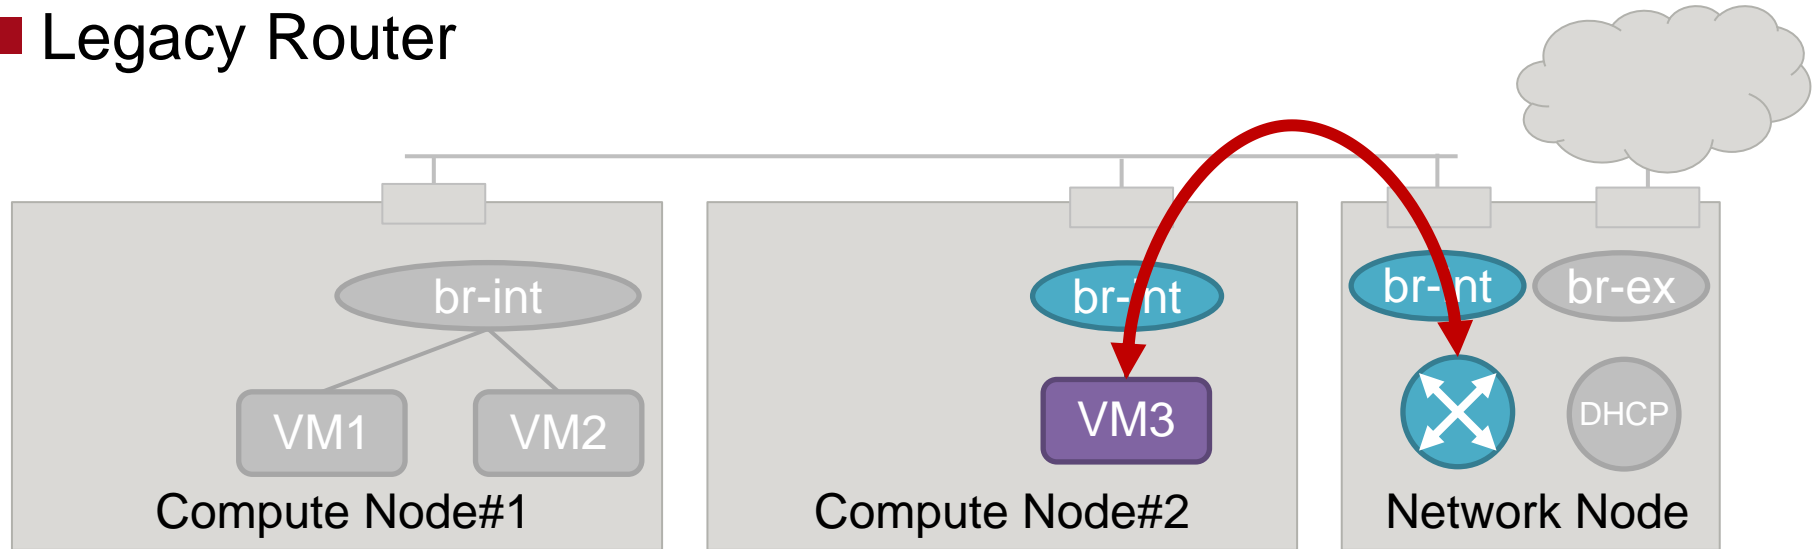 Legacy Router
br-int
VM1
VM2
Compute Node#1
br-int
VM3
Compute Node#2
br-int
br-ex
DHCP
Network Node